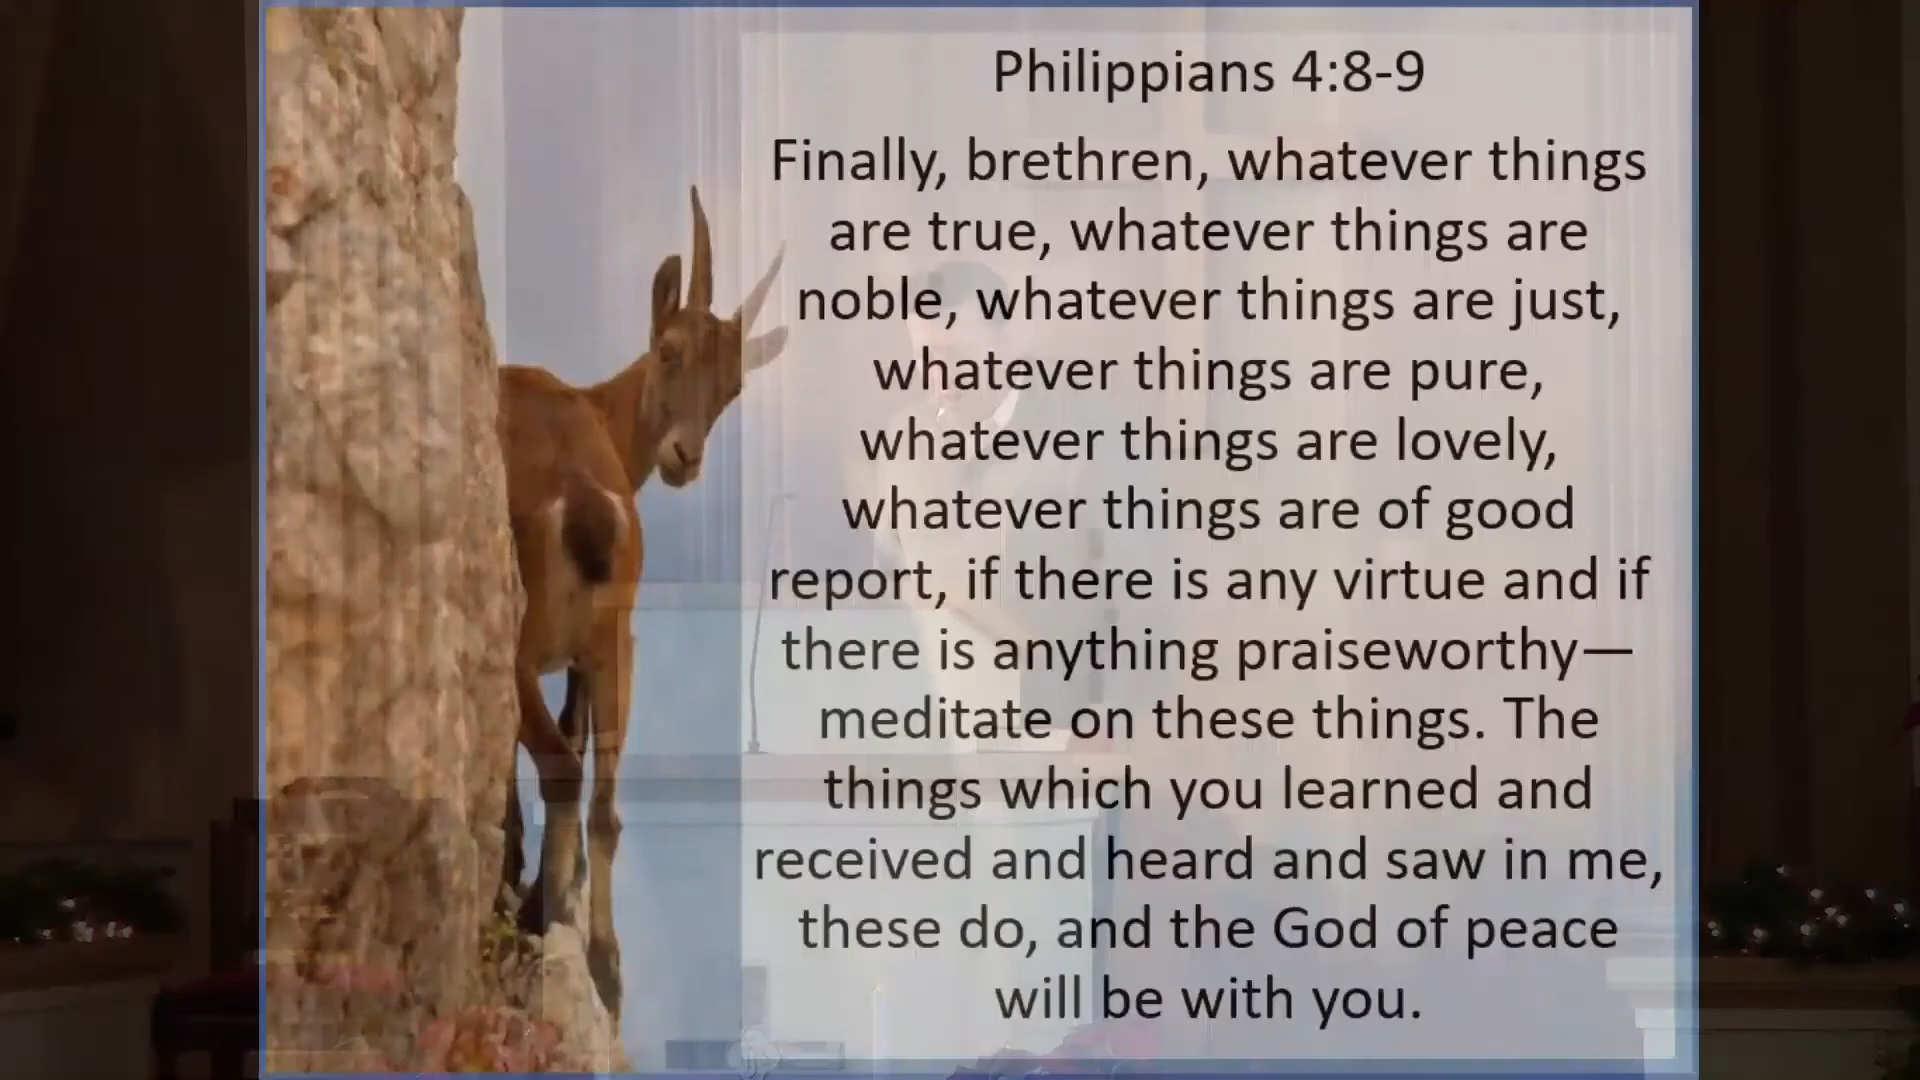 Philippians 4:8-9
Finally, brethren, whatever things
are true, whatever things are
noble, whatever things are just,
whatever things are pure,
whatever things are lovely,
whatever things are of good
report, if there is any virtue and if
there is anything praiseworthy—
meditate on these things. The
things which you learned and
received and heard and saw in me,
these do, and the God of peace
will be with you.